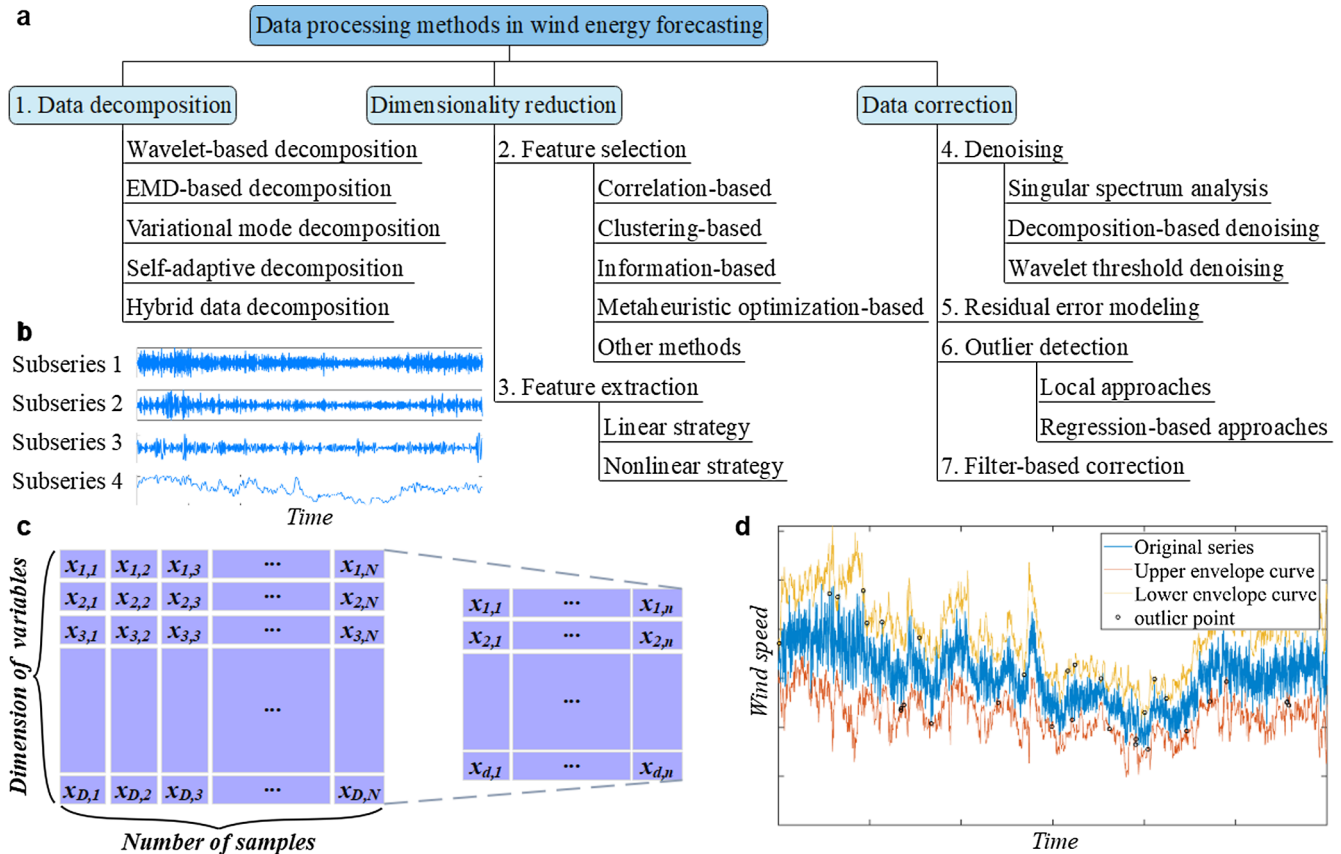 a
Data processing methods in wind energy forecasting
1. Data decomposition
Wavelet-based decomposition
EMD-based decomposition
Variational mode decomposition
Self-adaptive decomposition
Hybrid data decomposition
Dimensionality reduction
2. Feature selection
Correlation-based
Clustering-based
Information-based
Metaheuristic optimization-based
Other methods
3. Feature extraction
Linear strategy
Nonlinear strategy
Data correction
4. Denoising
Singular spectrum analysis
Decomposition-based denoising
Wavelet threshold denoising
5. Residual error modeling
6. Outlier detection
Local approaches
Regression-based approaches
7. Filter-based correction
b
Subseries 1
Subseries 2
Subseries 3
Subseries 4
Time
c
Dimension of variables
x1,1 x1,2 x1,3 ... x1,N
x2,1 x2,2 x2,3 ... x2,N
x3,1 x3,2 x3,3 ... x3,N
...
xD,1 xD,2 xD,3 ... xD,N
Number of samples
x1,1 ... x1,n
x2,1 ... x2,n
...
xd,1 ... xd,n
d
Wind speed
Original series
Upper envelope curve
Lower envelope curve
outlier point
Time